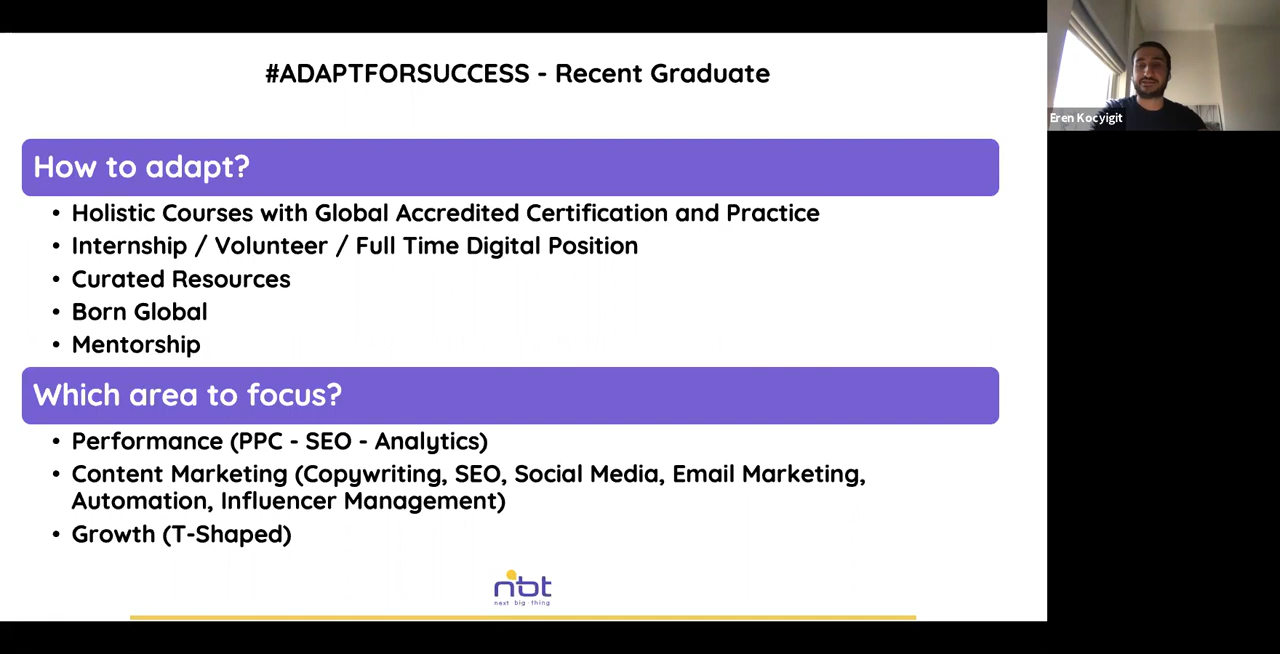 #ADAPTFORSUCCESS - Recent Graduate
Eren Kocyigit
How to adapt?
• Holistic Courses with Global Accredited Certification and Practice
• Internship / Volunteer / Full Time Digital Position
• Curated Resources
• Born Global
• Mentorship
Which area to focus?
• Performance (PPC - SEO - Analytics)
• Content Marketing (Copywriting, SEO, Social Media, Email Marketing,
Automation, Influencer Management)
• Growth (T-Shaped)
nbt
next big thing